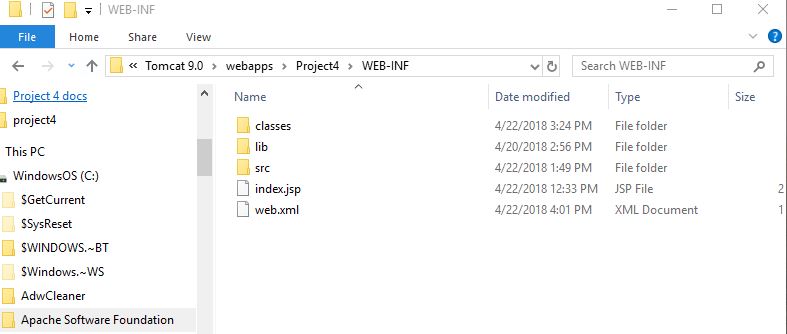 WEB-INF
File Home Share View
« Tomcat 9.0 › webapps › Project4 › WEB-INF Search WEB-INF
Project 4 docs
project4
This PC
WindowsOS (C:)
$GetCurrent
$SysReset
$WINDOWS.~BT
$Windows.~WS
AdwCleaner
Apache Software Foundation
Name Date modified Type Size
classes 4/22/2018 3:24 PM File folder
lib 4/20/2018 2:56 PM File folder
src 4/22/2018 1:49 PM File folder
index.jsp 4/22/2018 12:33 PM JSP File 2
web.xml 4/22/2018 4:01 PM XML Document 1